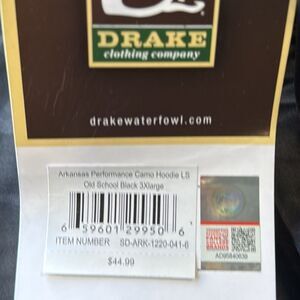 DRAKE
clothing company
drakewaterfowl.com
Arkansas Performance Camo Hoodie LS
Old School Black 3Xlarge
6 59601 29950 6
ITEM NUMBER SD-ARK-1220-041-6
$44.99